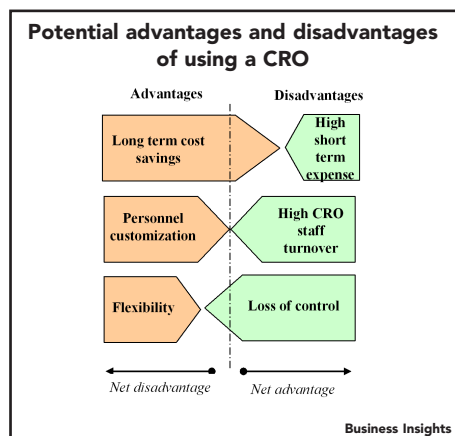 Potential advantages and disadvantages
of using a CRO
Advantages
Disadvantages
Long term cost
savings
High
short
term
expense
Personnel
customization
High CRO
staff
turnover
Flexibility
Loss of control
Net disadvantage
Net advantage
Business Insights